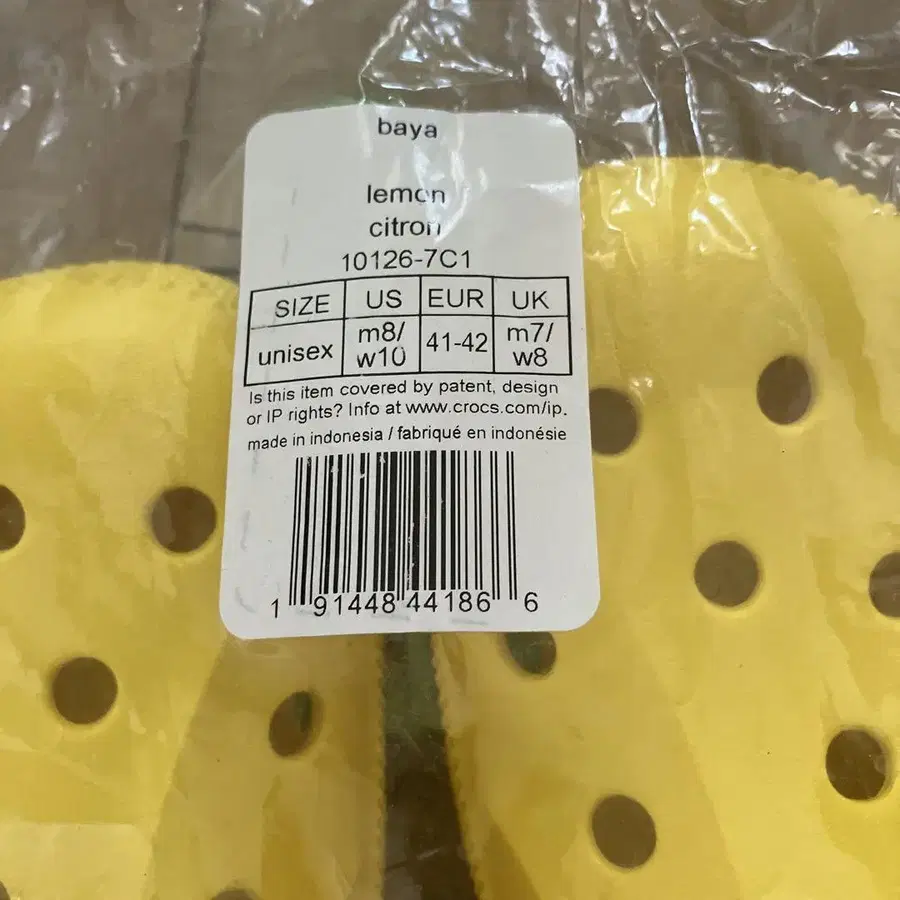 baya
lemon
citron
10126-7C1
SIZE US EUR UK
unisex m8/ w10 41-42 m7/ w8
Is this item covered by patent, design
or IP rights? Info at www.crocs.com/ip.
made in indonesia / fabriqué en indonésie
1 91448 44186 6